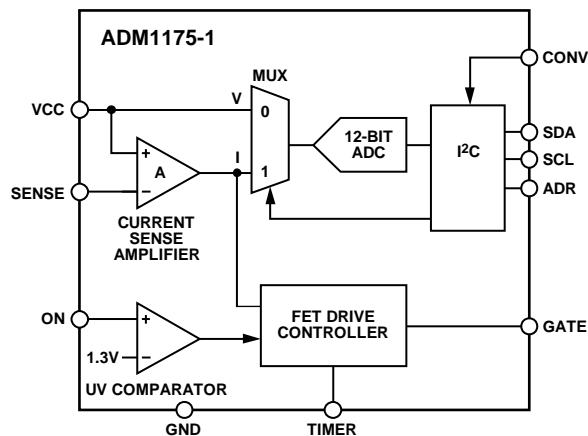 ADM1175-1
MUX
CONV
VCC
V
0
12-BIT
ADC
I²C
SDA
I
+
A
1
SCL
SENSE
−
ADR
CURRENT
SENSE
AMPLIFIER
ON
+
FET DRIVE
CONTROLLER
GATE
1.3V
−
UV COMPARATOR
GND
TIMER